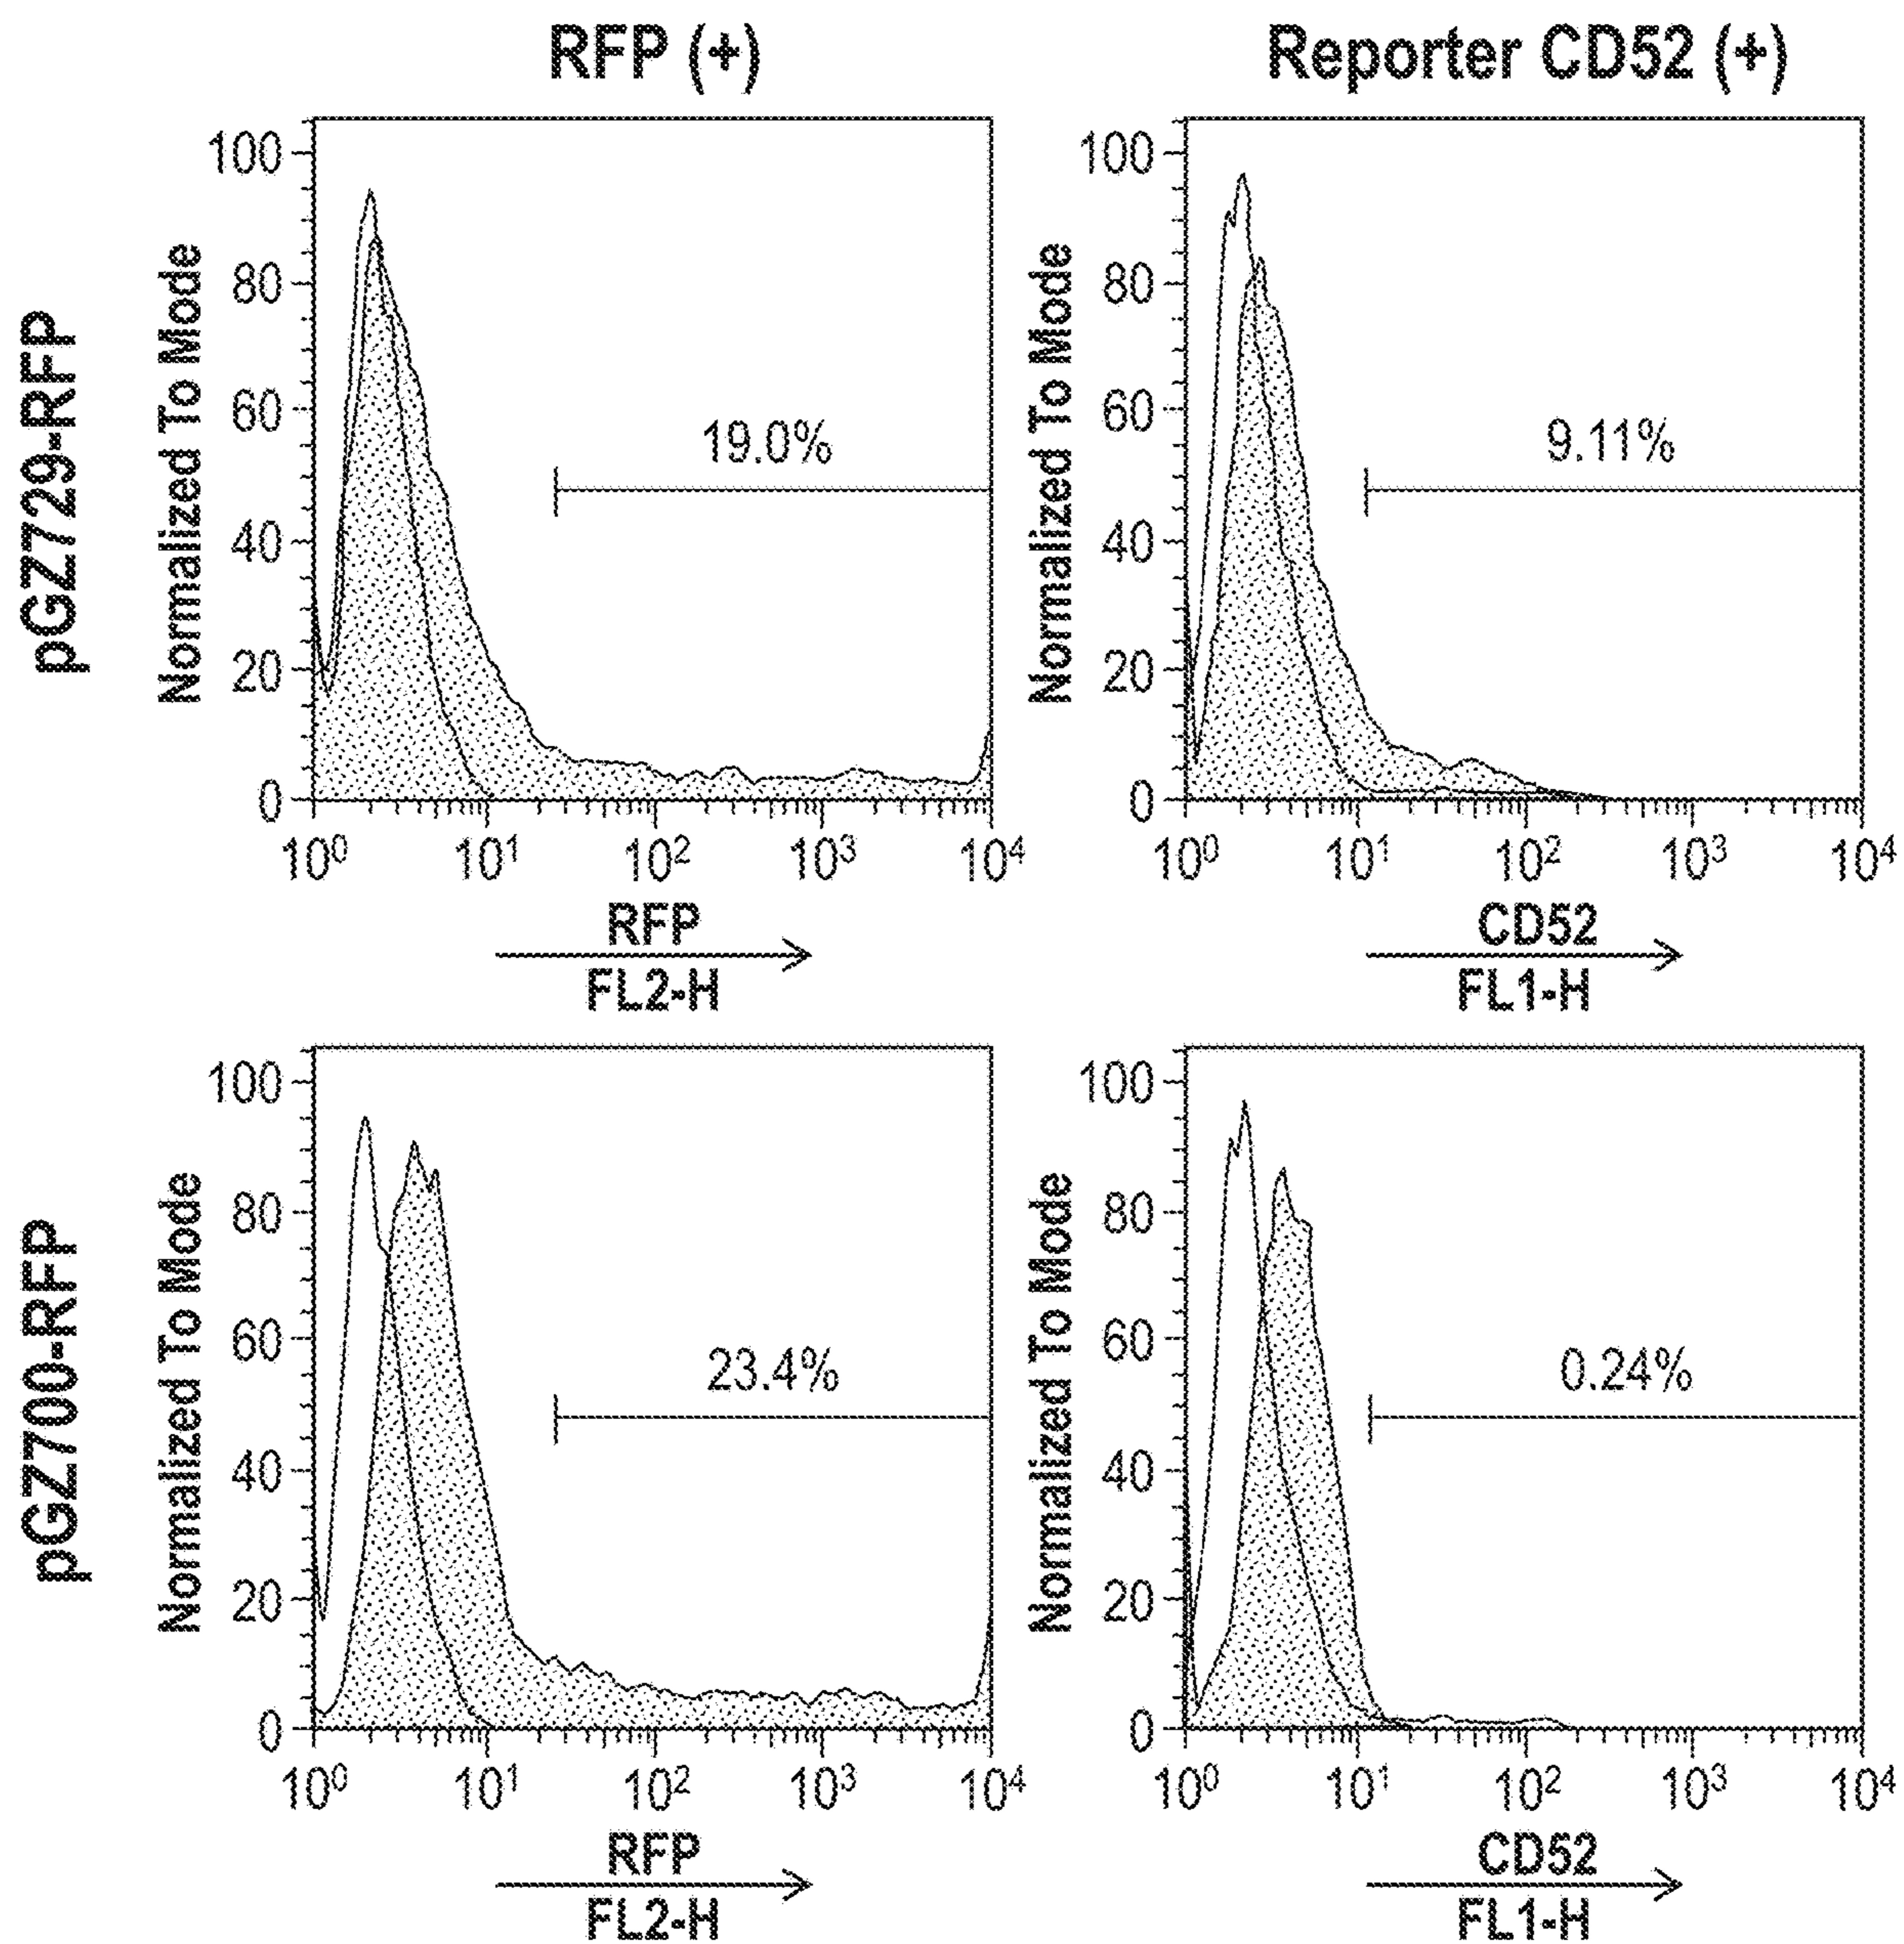 RFP (+)
Reporter CD52 (+)
pGZ729-RFP
Normalized To Mode
100
80
60
40
20
0
19.0%
10⁰ 10¹ 10² 10³ 10⁴
RFP
FL2-H
Normalized To Mode
100
80
60
40
20
0
9.11%
10⁰ 10¹ 10² 10³ 10⁴
CD52
FL1-H
pGZ700-RFP
Normalized To Mode
100
80
60
40
20
0
23.4%
10⁰ 10¹ 10² 10³ 10⁴
RFP
FL2-H
Normalized To Mode
100
80
60
40
20
0
0.24%
10⁰ 10¹ 10² 10³ 10⁴
CD52
FL1-H